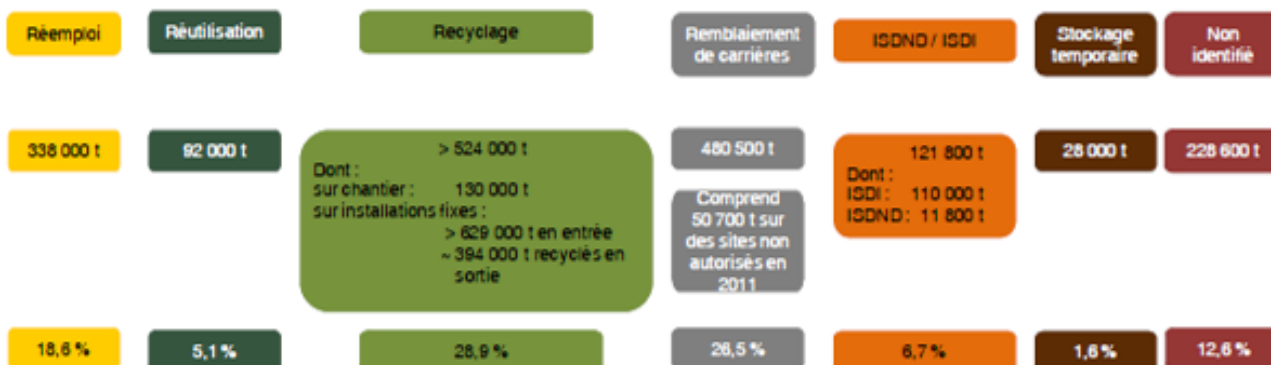 Réemploi
Réutilisation
Recyclage
Remblaiement
de carrières
ISDND / ISDI
Stockage
temporaire
Non
identifié
338 000 t
92 000 t
> 524 000 t
Dont :
sur chantier : 130 000 t
sur installations fixes :
> 629 000 t en entrée
~ 394 000 t recyclés en
sortie
480 500 t
Comprend
50 700 t sur
des sites non
autorisés en
2011
121 800 t
Dont :
ISDI : 110 000 t
ISDND : 11 800 t
28 000 t
228 600 t
18,6 %
5,1 %
28,9 %
26,5 %
6,7 %
1,6 %
12,6 %